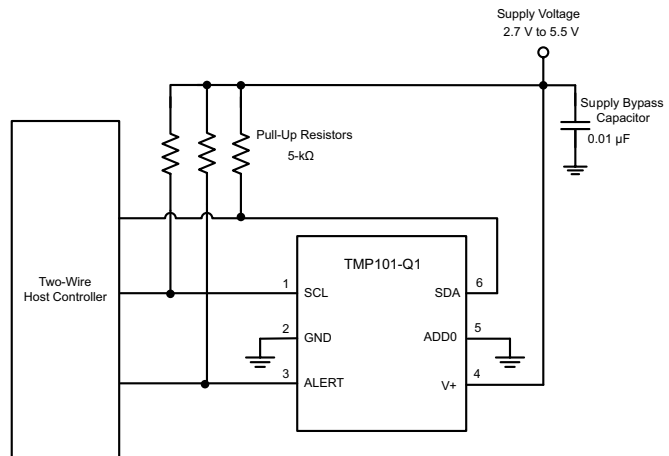 Supply Voltage
2.7 V to 5.5 V
Supply Bypass
Capacitor
0.01 µF
Pull-Up Resistors
5-kΩ
Two-Wire
Host Controller
TMP101-Q1
1
SCL
SDA
6
2
GND
ADD0
5
3
ALERT
V+
4